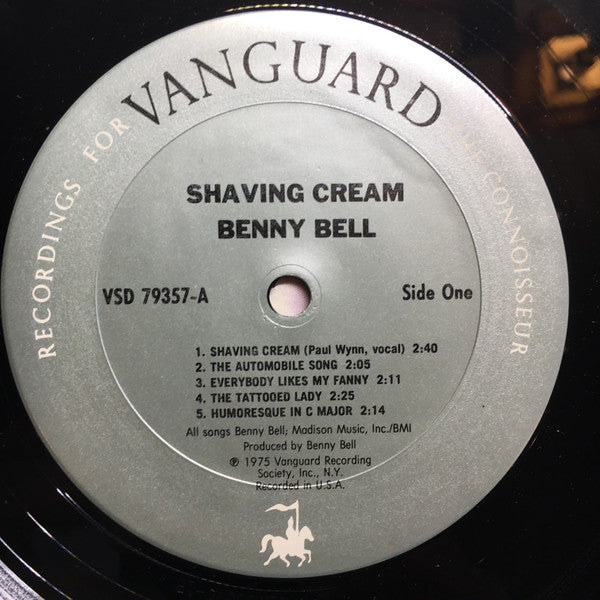 RECORDINGS FOR THE CONNOISSEUR
VANGUARD
SHAVING CREAM
BENNY BELL
VSD 79357-A
Side One
1. SHAVING CREAM (Paul Wynn, vocal) 2:40
2. THE AUTOMOBILE SONG 2:05
3. EVERYBODY LIKES MY FANNY 2:11
4. THE TATTOOED LADY 2:25
5. HUMORESQUE IN C MAJOR 2:14
All songs Benny Bell; Madison Music, Inc./BMI
Produced by Benny Bell
℗ 1975 Vanguard Recording
Society, Inc., N.Y.
Recorded in U.S.A.